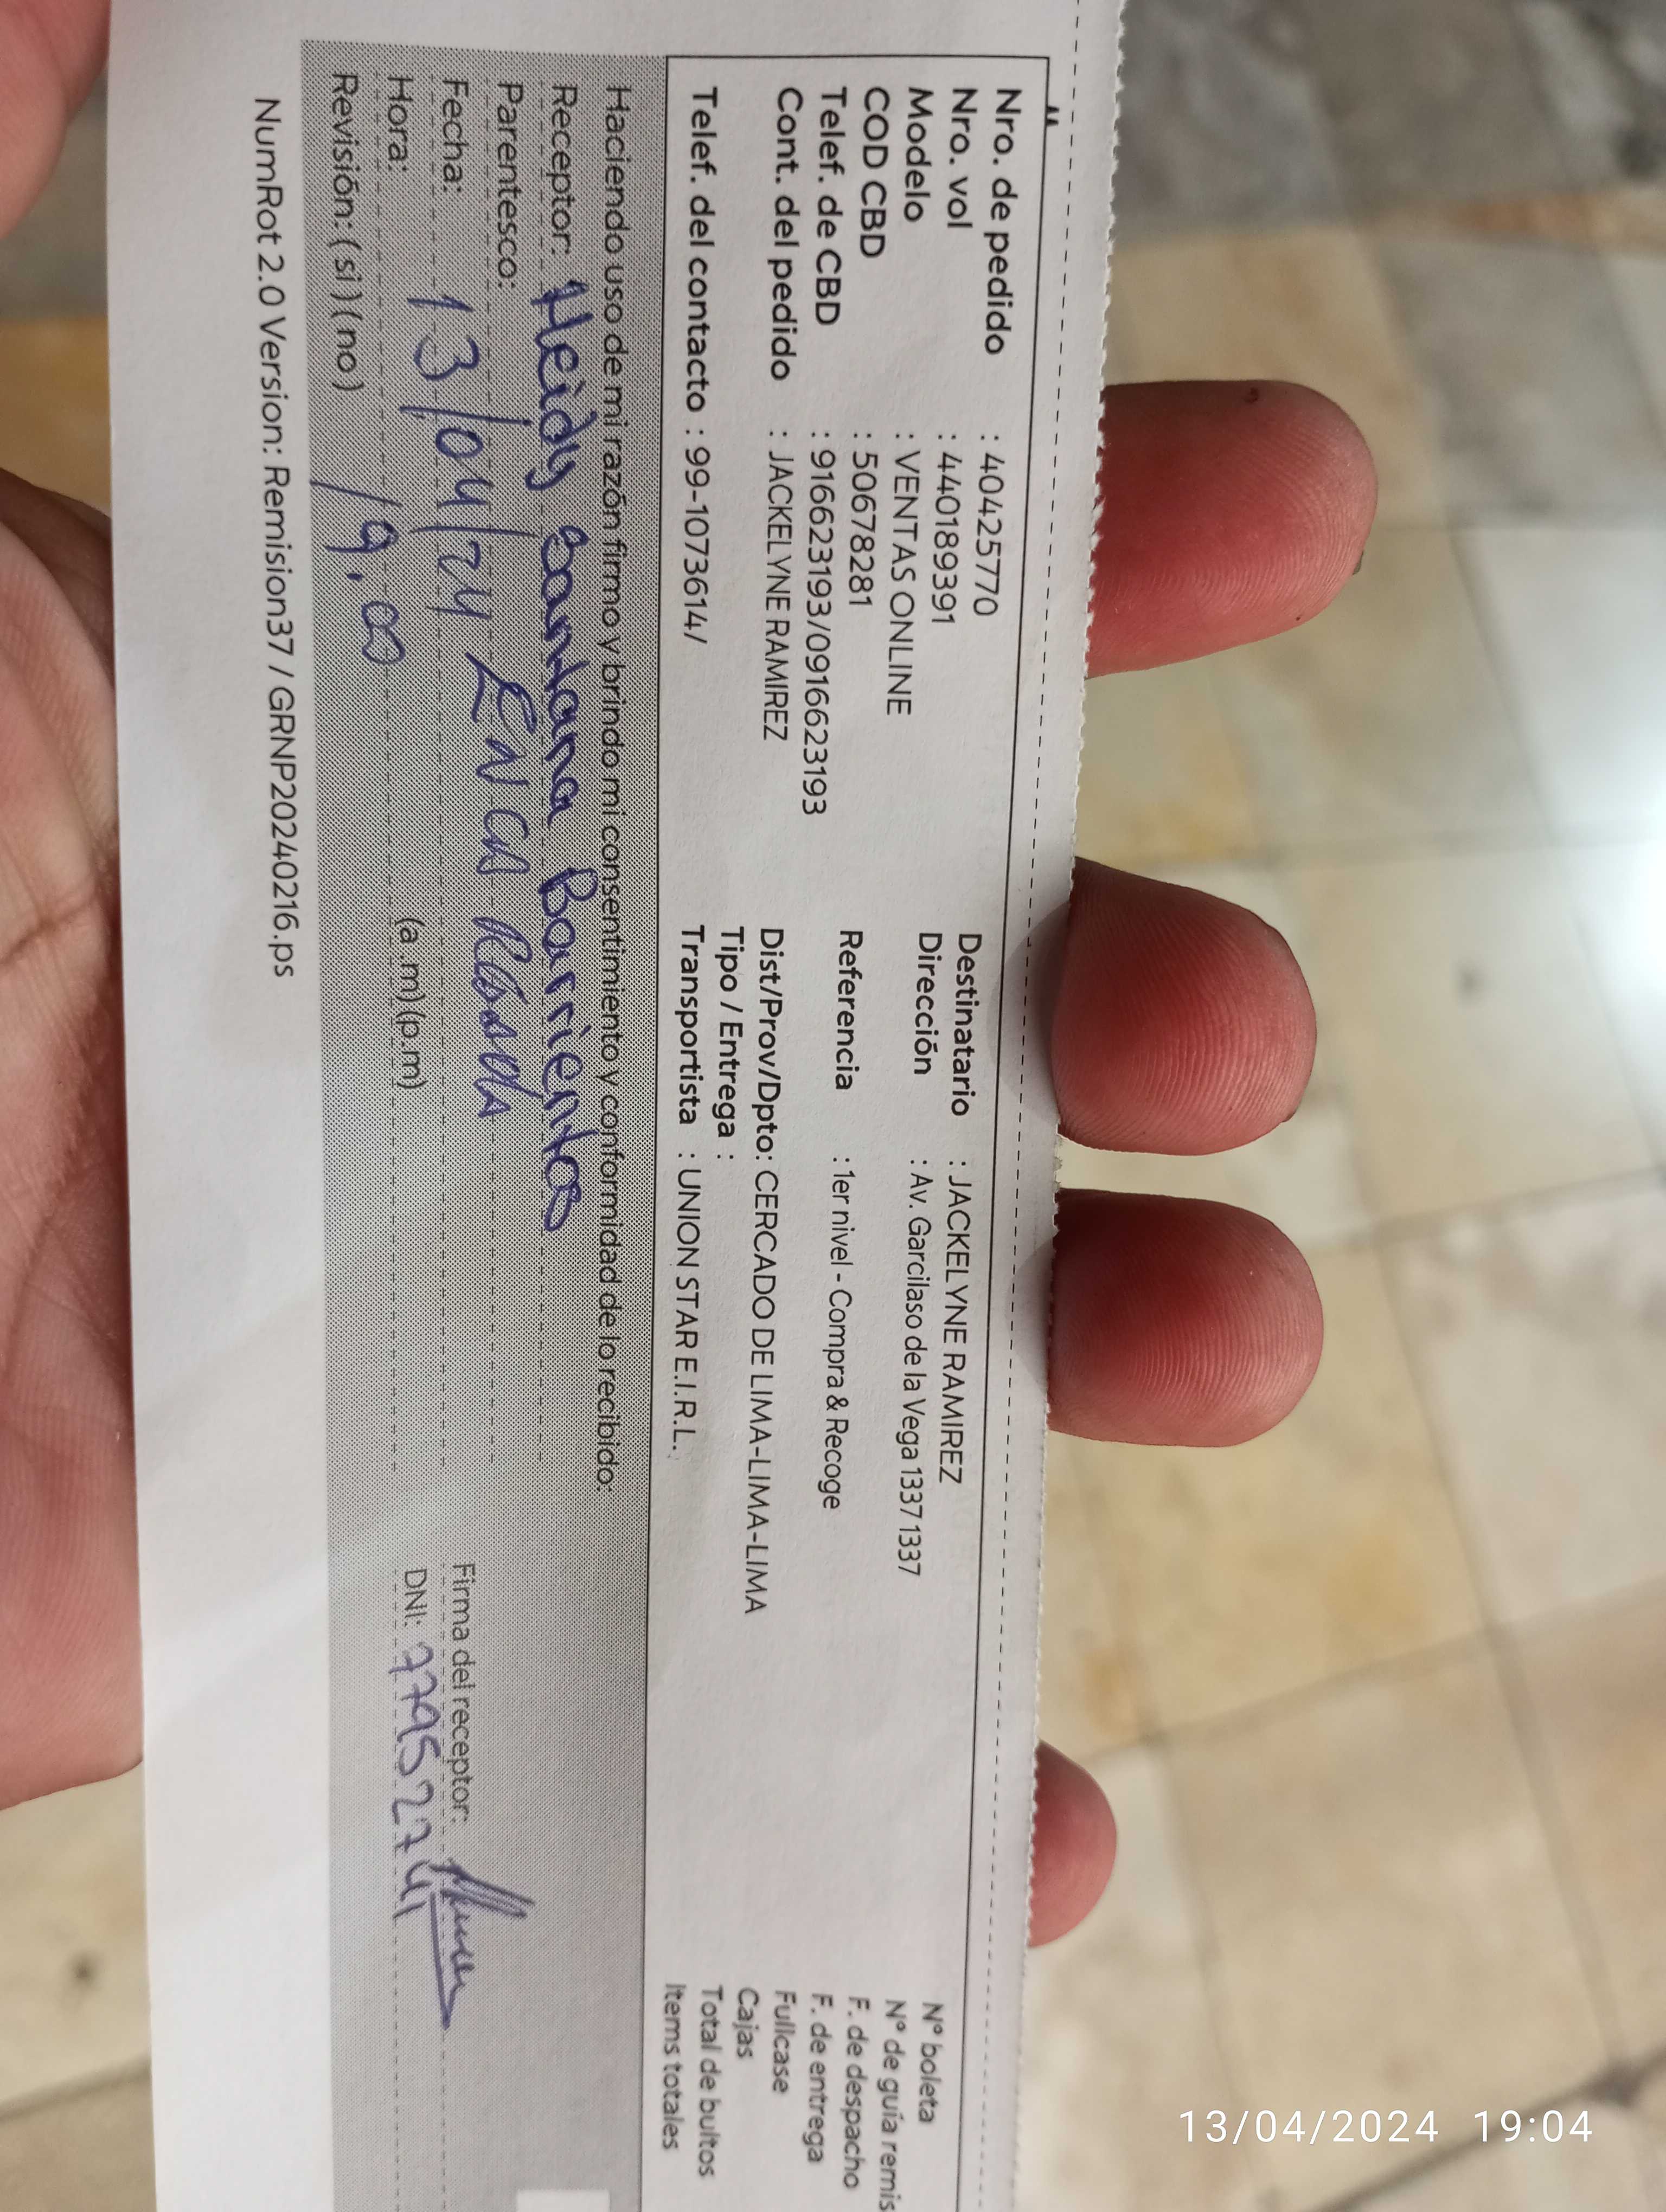 Nro. de pedido : 404257​70
Nro. vol : 440189391
Modelo : VENTAS ONLINE
COD CBD : 50678281
Telef. de CBD : 916623193/0916623193
Cont. del pedido : JACKELYNE RAMIREZ
Telef. del contacto : 99-1073614/
Destinatario : JACKELYNE RAMIREZ
Dirección : Av. Garcilaso de la Vega 1337 1337
Referencia : 1er nivel - Compra & Recoge
Dist/Prov/Dpto: CERCADO DE LIMA-LIMA-LIMA
Tipo / Entrega :
Transportista : UNION STAR E.I.R.L.
N° boleta
N° de guía remis
F. de despacho
F. de entrega
Fullcase
Cajas
Total de bultos
Items totales
Haciendo uso de mi razón firmo y brindo mi consentimiento y conformidad de lo recibido:
Receptor: Heidy Santana Barrientos
Parentesco:
Fecha: 13/04/24
Hora: 19:00 (a.m) (p.m)
Revisión: (si) (no)
Firma del receptor:
DNI: 77952741
NumRot 2.0 Version: Remision37 / GRNP20240216.ps
13/04/2024 19:04